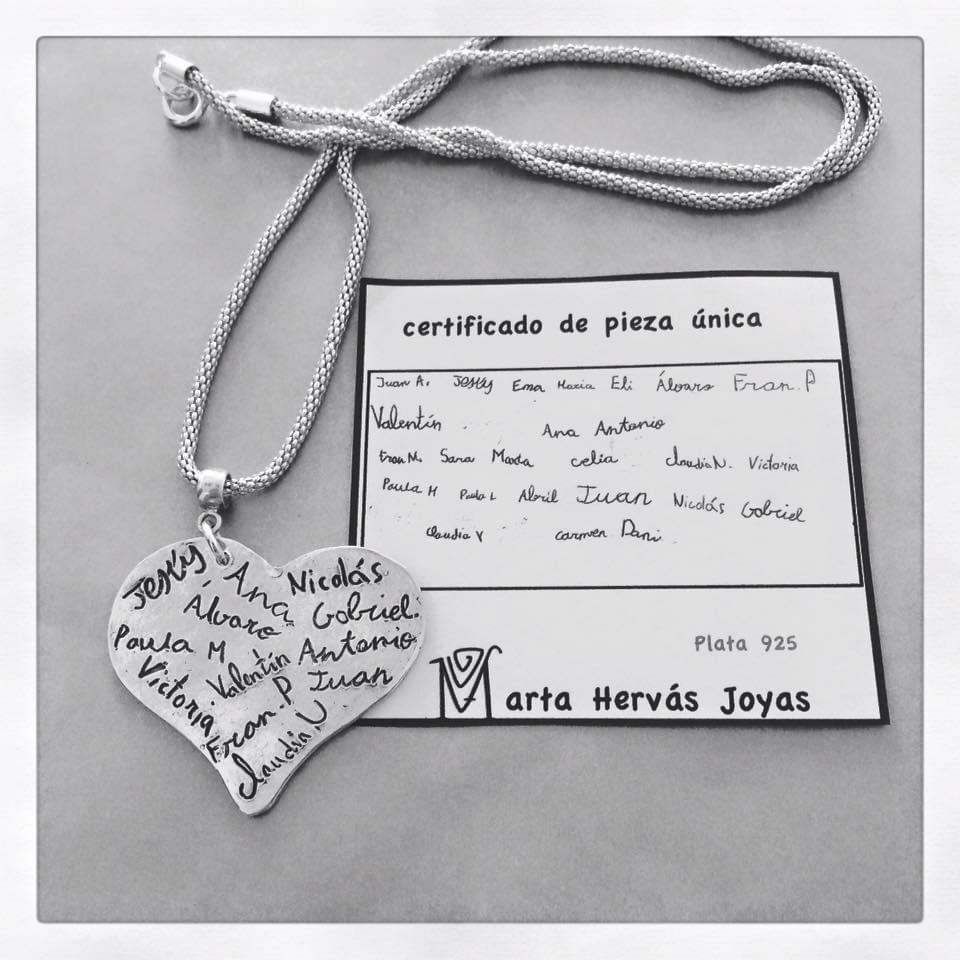 certificado de pieza única
Juan A. Jesky Ema Maria Eli Álvaro Fran. P
Valentín Ana Antonio
Fran M. Sara Marta celia claudia N. Victoria
Paula M Paula L Abril Juan Nicolás Gabriel
claudia V carmen Dani
Plata 925
Marta Hervás Joyas
Jesky Ana Nicolás
Álvaro Gabriel.
Paula M Valentín Antonio
Victoria Fran. P Juan
claudia V